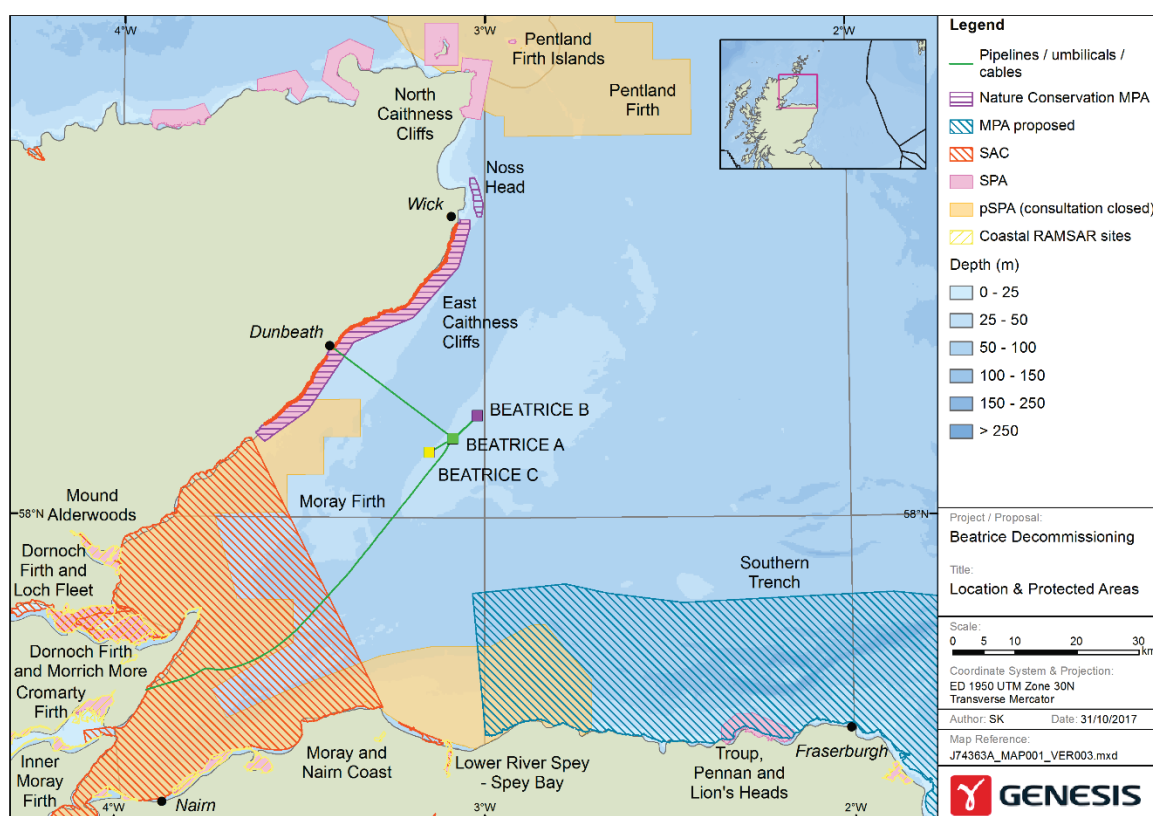 4°W
3°W
2°W
Pentland
Firth Islands
North
Caithness
Cliffs
Pentland
Firth
Noss
Head
Wick
East
Caithness
Cliffs
Dunbeath
BEATRICE B
BEATRICE A
BEATRICE C
Moray Firth
Mound
Alderwoods
58°N
58°N
Dornoch
Firth and
Loch Fleet
Southern
Trench
Dornoch Firth
and Morrich More
Cromarty
Firth
Inner
Moray
Firth
Nairn
Moray and
Nairn Coast
Lower River Spey
- Spey Bay
Troup,
Pennan and
Lion's Heads
Fraserburgh
4°W
3°W
2°W
Legend
Pipelines / umbilicals /
cables
Nature Conservation MPA
MPA proposed
SAC
SPA
pSPA (consultation closed)
Coastal RAMSAR sites
Depth (m)
0 - 25
25 - 50
50 - 100
100 - 150
150 - 250
> 250
Project / Proposal:
Beatrice Decommissioning
Title:
Location & Protected Areas
Scale:
0 5 10 20 30
km
Coordinate System & Projection:
ED 1950 UTM Zone 30N
Transverse Mercator
Author: SK Date: 31/10/2017
Map Reference:
J74363A_MAP001_VER003.mxd
GENESIS